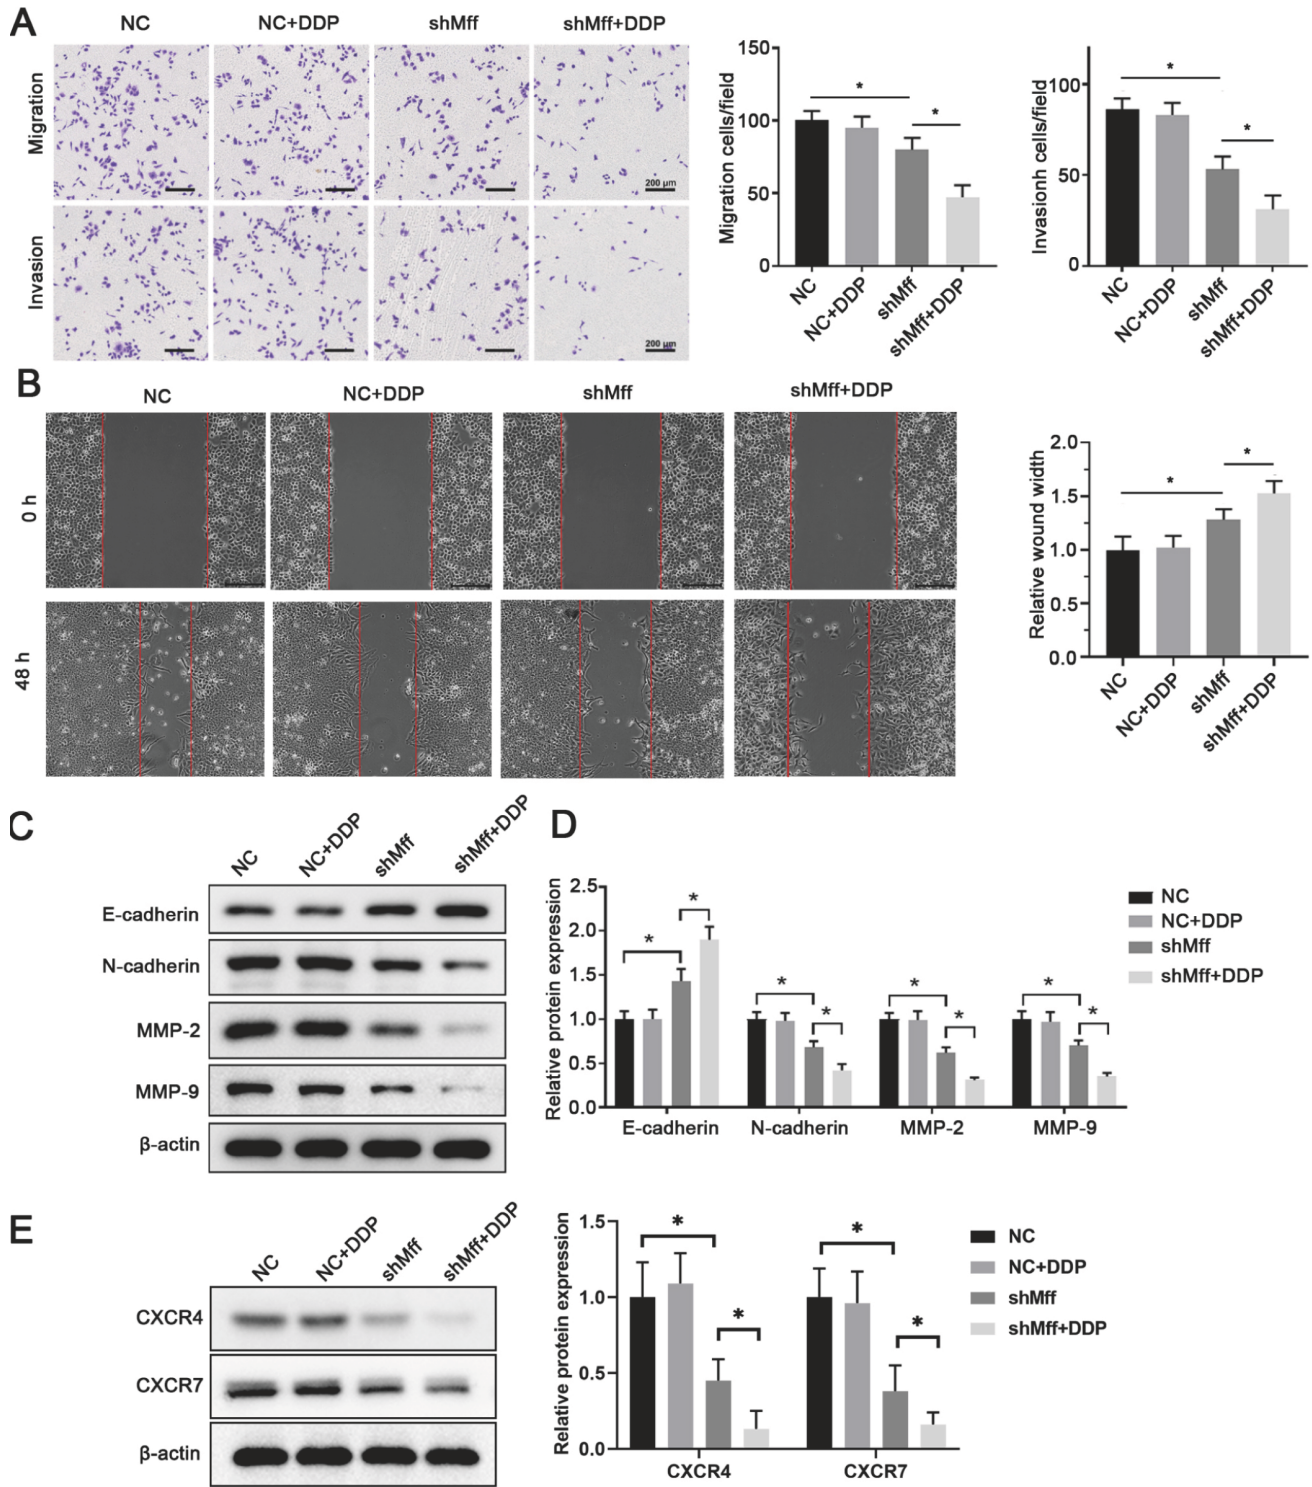 A
NC
NC+DDP
shMff
shMff+DDP
Migration
200 μm
Invasion
200 μm
Migration cells/field
150
100
50
0
*
*
NC
NC+DDP
shMff
shMff+DDP
Invasionh cells/field
100
50
0
*
*
NC
NC+DDP
shMff
shMff+DDP
B
NC
NC+DDP
shMff
shMff+DDP
0 h
48 h
Relative wound width
2.0
1.5
1.0
0.5
0.0
*
*
NC
NC+DDP
shMff
shMff+DDP
C
NC
NC+DDP
shMff
shMff+DDP
E-cadherin
N-cadherin
MMP-2
MMP-9
β-actin
D
Relative protein expression
2.5
2.0
1.5
1.0
0.5
0.0
*
*
*
*
*
*
*
*
E-cadherin
N-cadherin
MMP-2
MMP-9
NC
NC+DDP
shMff
shMff+DDP
E
NC
NC+DDP
shMff
shMff+DDP
CXCR4
CXCR7
β-actin
Relative protein expression
1.5
1.0
0.5
0.0
*
*
*
*
CXCR4
CXCR7
NC
NC+DDP
shMff
shMff+DDP